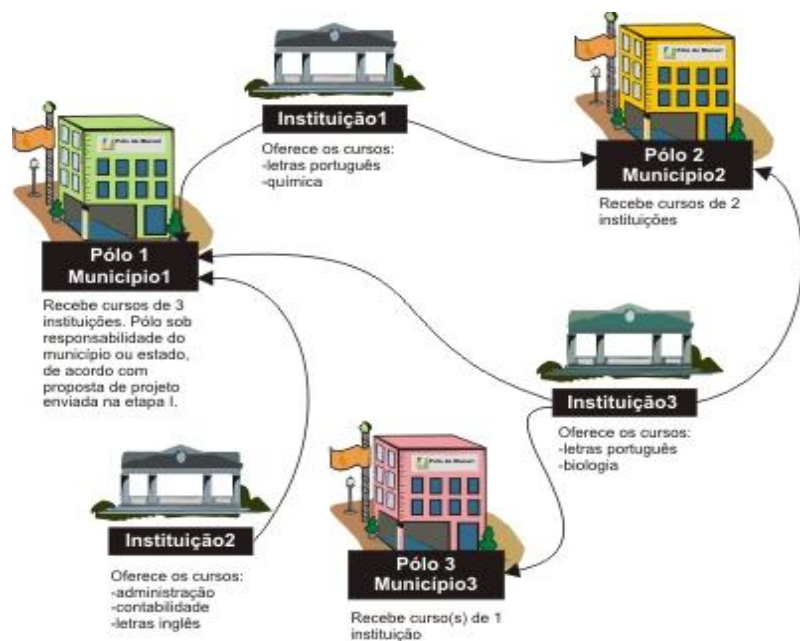 Instituição1
Oferece os cursos:
-letras português
-química
Pólo 2
Município2
Recebe cursos de 2
instituições
Pólo 1
Município1
Recebe cursos de 3
instituições. Pólo sob
responsabilidade do
município ou estado,
de acordo com
proposta de projeto
enviada na etapa I.
Instituição3
Oferece os cursos:
-letras português
-biologia
Instituição2
Oferece os cursos:
-administração
-contabilidade
-letras inglês
Pólo 3
Município3
Recebe curso(s) de 1
instituição